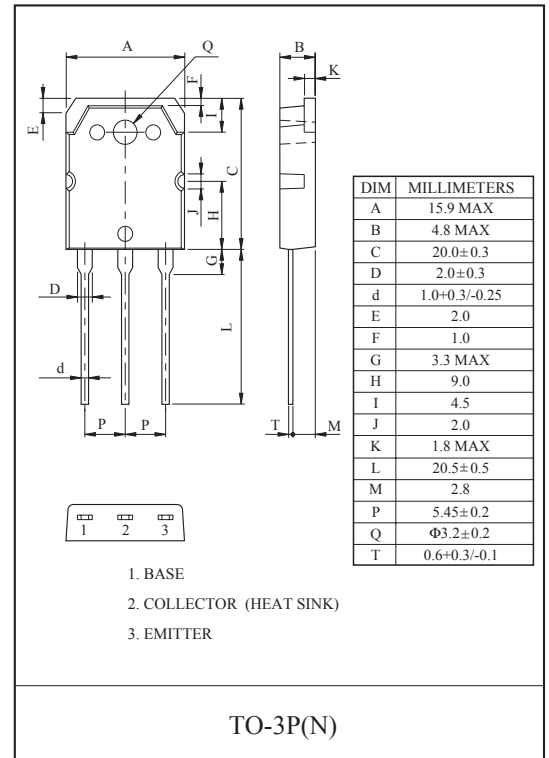 A
Q
B
K
F
E
I
C
J
H
G
D
L
d
P
P
T
M
1
2
3
DIM MILLIMETERS
A 15.9 MAX
B 4.8 MAX
C 20.0±0.3
D 2.0±0.3
d 1.0+0.3/-0.25
E 2.0
F 1.0
G 3.3 MAX
H 9.0
I 4.5
J 2.0
K 1.8 MAX
L 20.5±0.5
M 2.8
P 5.45±0.2
Q Φ3.2±0.2
T 0.6+0.3/-0.1
1. BASE
2. COLLECTOR (HEAT SINK)
3. EMITTER
TO-3P(N)